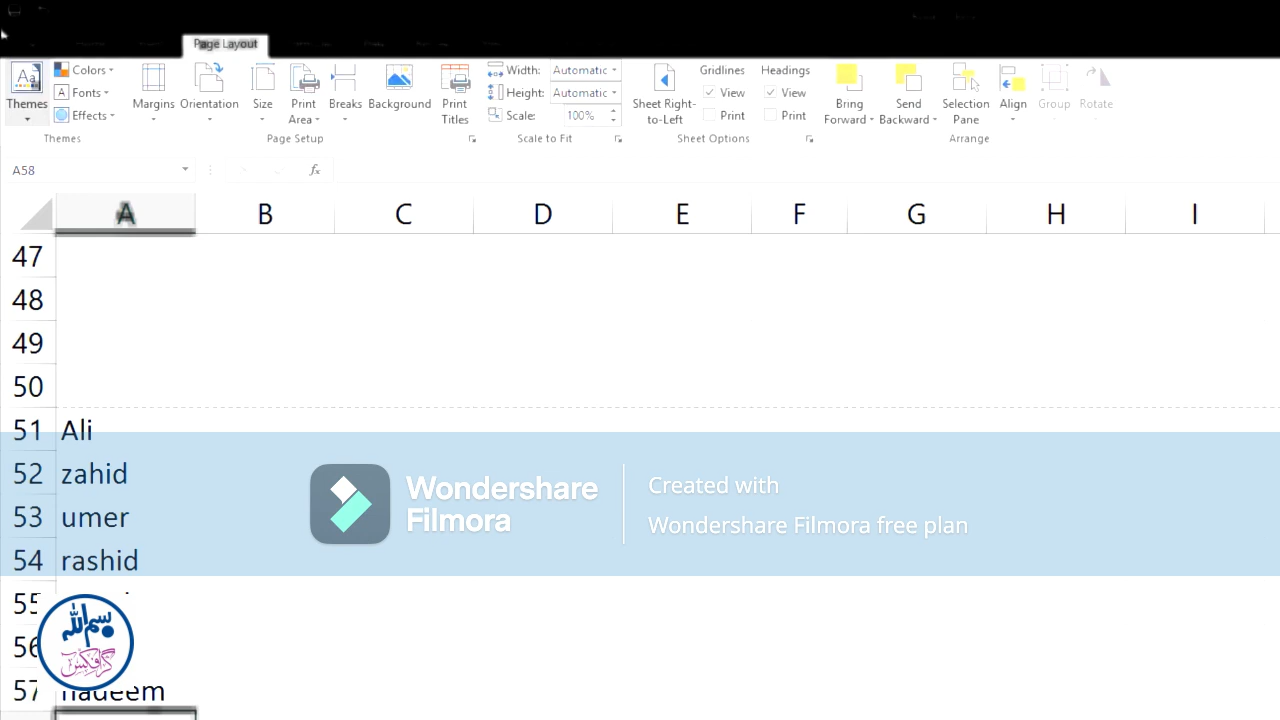 Page Layout
Themes
Colors
Fonts
Effects
Themes
Margins
Orientation
Size
Print Area
Breaks
Background
Print Titles
Page Setup
Width: Automatic
Height: Automatic
Scale: 100%
Scale to Fit
Gridlines
View
Print
Headings
View
Print
Sheet Right-to-Left
Sheet Options
Bring Forward
Send Backward
Selection Pane
Align
Group
Rotate
Arrange
A58
fx
A B C D E F G H I
47
48
49
50
51 Ali
52 zahid
53 umer
54 rashid
55
56
57 nadeem
Wondershare
Filmora
Created with
Wondershare Filmora free plan
بسم اللہ
گرافکس